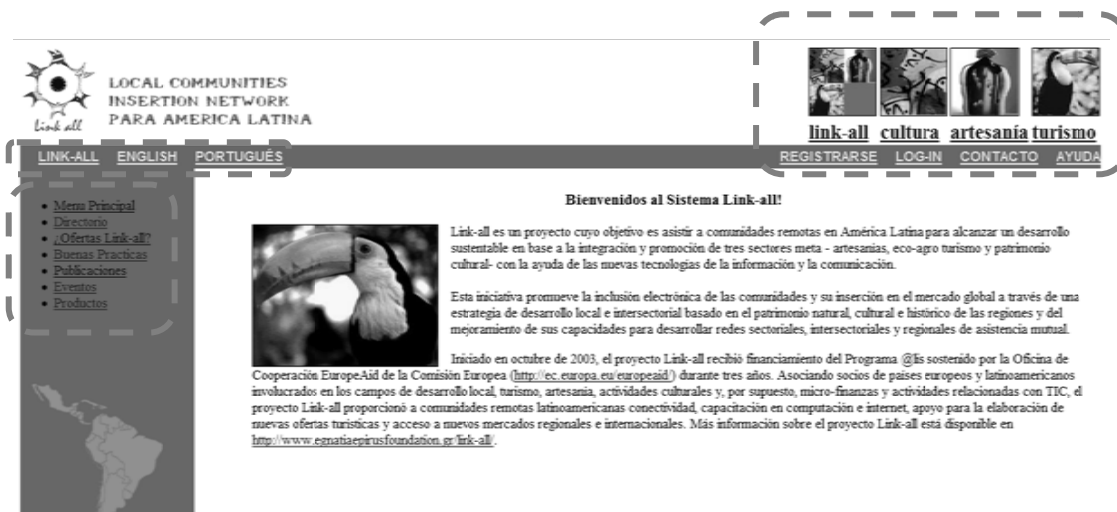 LOCAL COMMUNITIES
INSERTION NETWORK
PARA AMERICA LATINA
Link all
link-all cultura artesanía turismo
LINK-ALL ENGLISH PORTUGUÊS
REGISTRARSE LOG-IN CONTACTO AYUDA
Menu Principal
Directorio
¿Ofertas Link-all?
Buenas Practicas
Publicaciones
Eventos
Productos
Bienvenidos al Sistema Link-all!
Link-all es un proyecto cuyo objetivo es asistir a comunidades remotas en América Latina para alcanzar un desarrollo
sustentable en base a la integración y promoción de tres sectores meta - artesanias, eco-agro turismo y patrimonio
cultural- con la ayuda de las nuevas tecnologías de la información y la comunicación.
Esta iniciativa promueve la inclusión electrónica de las comunidades y su inserción en el mercado global a través de una
estrategia de desarrollo local e intersectorial basado en el patrimonio natural, cultural e histórico de las regiones y del
mejoramiento de sus capacidades para desarrollar redes sectoriales, intersectoriales y regionales de asistencia mutual.
Iniciado en octubre de 2003, el proyecto Link-all recibió financiamiento del Programa @lis sostenido por la Oficina de
Cooperación EuropeAid de la Comisión Europea (http://ec.europa.eu/europeaid/) durante tres años. Asociando socios de países europeos y latinoamericanos
involucrados en los campos de desarrollo local, turismo, artesanía, actividades culturales y, por supuesto, micro-finanzas y actividades relacionadas con TIC, el
proyecto Link-all proporcionó a comunidades remotas latinoamericanas conectividad, capacitación en computación e internet, apoyo para la elaboración de
nuevas ofertas turísticas y acceso a nuevos mercados regionales e internacionales. Más información sobre el proyecto Link-all está disponible en
http://www.egnatiaepirusfoundation.gr/link-all/.